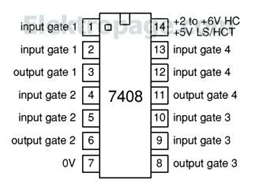 Elektropage.
input gate 1 1 14 +2 to +6V HC
+5V LS/HCT
input gate 1 2 13 input gate 4
output gate 1 3 12 input gate 4
input gate 2 4 7408 11 output gate 4
input gate 2 5 10 input gate 3
output gate 2 6 9 input gate 3
0V 7 8 output gate 3